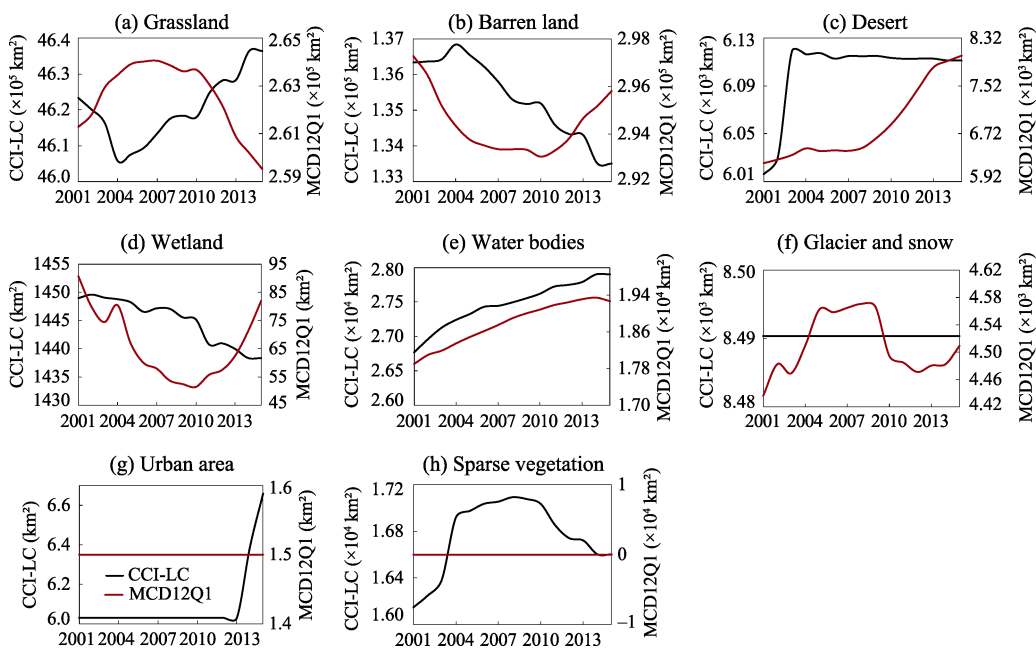 (a) Grassland
CCI-LC (×10⁵ km²)
46.4
46.3
46.2
46.1
46.0
2.65
2.63
2.61
2.59
MCD12Q1 (×10⁵ km²)
2001 2004 2007 2010 2013
(b) Barren land
CCI-LC (×10⁵ km²)
1.37
1.36
1.35
1.34
1.33
2.98
2.96
2.94
2.92
MCD12Q1 (×10⁵ km²)
2001 2004 2007 2010 2013
(c) Desert
CCI-LC (×10³ km²)
6.13
6.09
6.05
6.01
8.32
7.52
6.72
5.92
MCD12Q1 (×10³ km²)
2001 2004 2007 2010 2013
(d) Wetland
CCI-LC (km²)
1455
1450
1445
1440
1435
1430
95
85
75
65
55
45
MCD12Q1 (km²)
2001 2004 2007 2010 2013
(e) Water bodies
CCI-LC (×10⁴ km²)
2.80
2.75
2.70
2.66
2.60
1.94
1.86
1.78
1.70
MCD12Q1 (×10⁴ km²)
2001 2004 2007 2010 2013
(f) Glacier and snow
CCI-LC (×10³ km²)
8.50
8.49
8.48
4.62
4.58
4.54
4.50
4.46
4.42
MCD12Q1 (×10³ km²)
2001 2004 2007 2010 2013
(g) Urban area
CCI-LC (km²)
6.6
6.4
6.2
6.0
1.6
1.5
1.4
MCD12Q1 (km²)
CCI-LC
MCD12Q1
2001 2004 2007 2010 2013
(h) Sparse vegetation
CCI-LC (×10⁴ km²)
1.72
1.68
1.64
1.60
1
0
−1
MCD12Q1 (×10⁴ km²)
2001 2004 2007 2010 2013